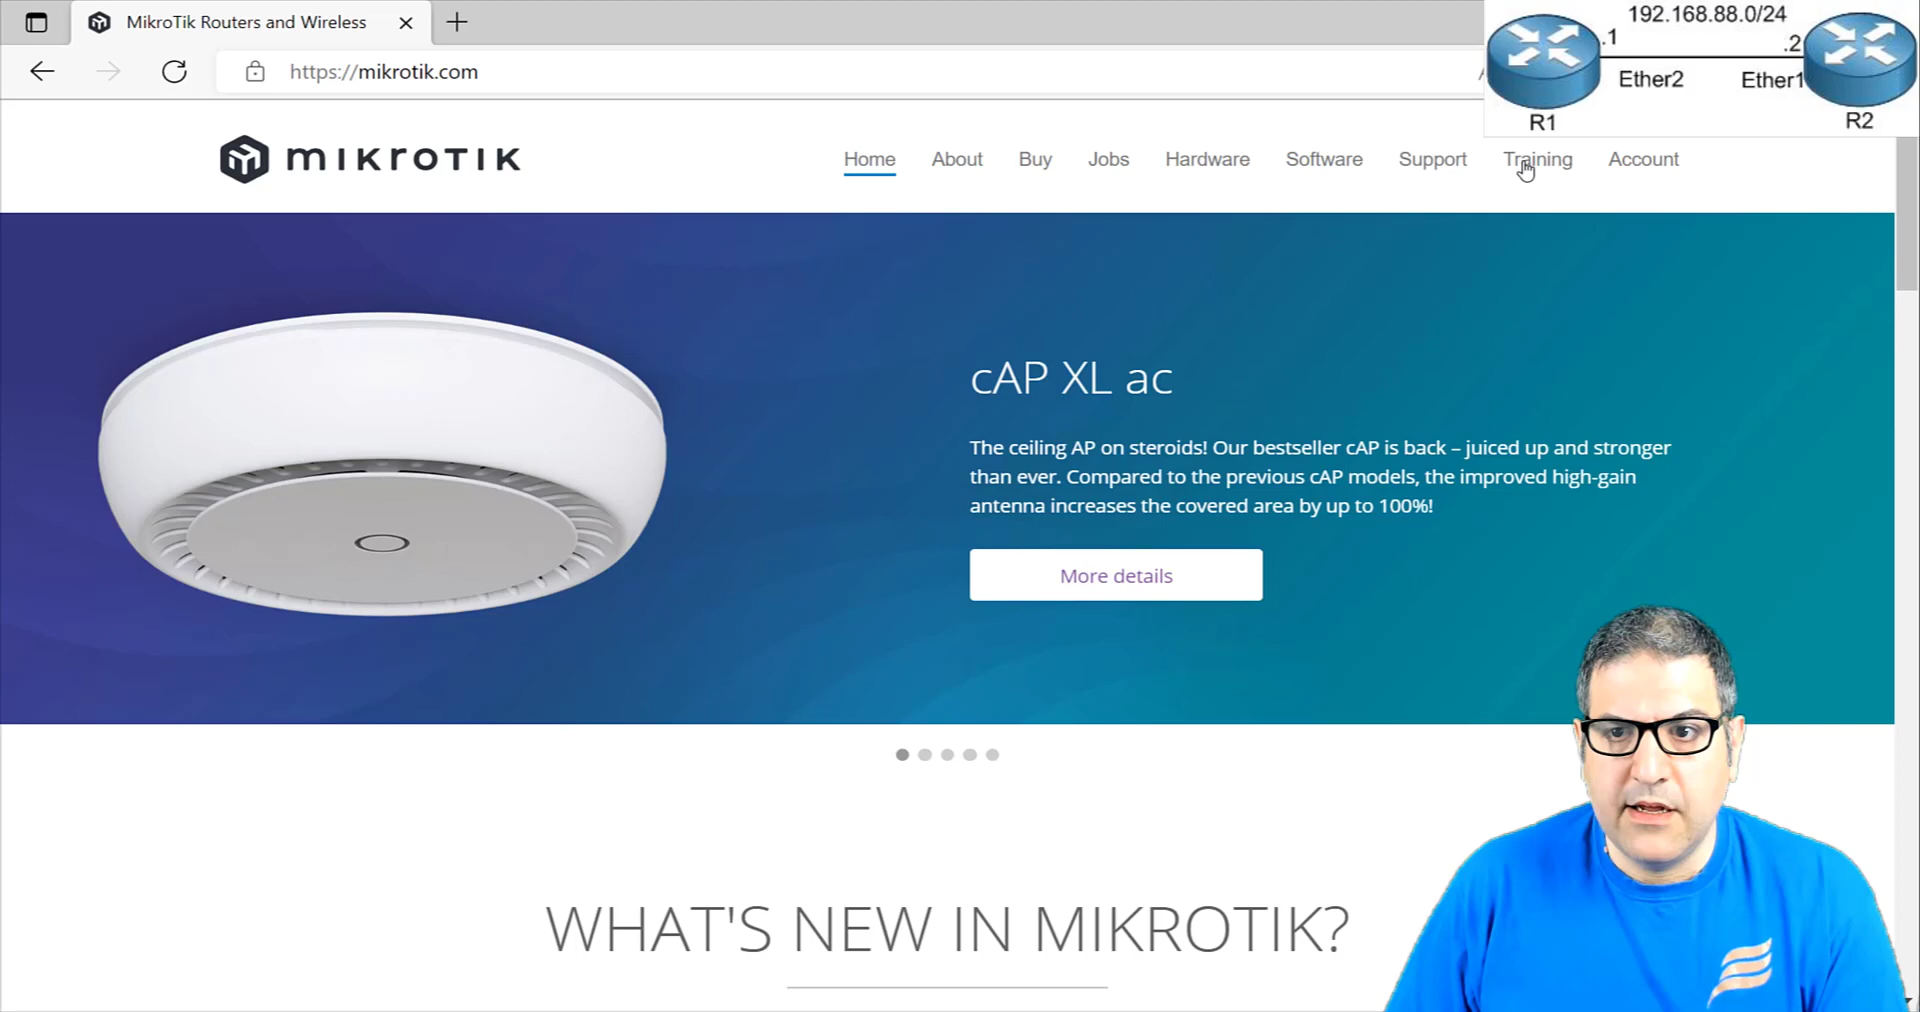 MikroTik Routers and Wireless
https://mikrotik.com
192.168.88.0/24
.1
.2
Ether2
Ether1
R1
R2
mikrotik
Home
About
Buy
Jobs
Hardware
Software
Support
Training
Account
cAP XL ac
The ceiling AP on steroids! Our bestseller cAP is back – juiced up and stronger
than ever. Compared to the previous cAP models, the improved high-gain
antenna increases the covered area by up to 100%!
More details
WHAT'S NEW IN MIKROTIK?